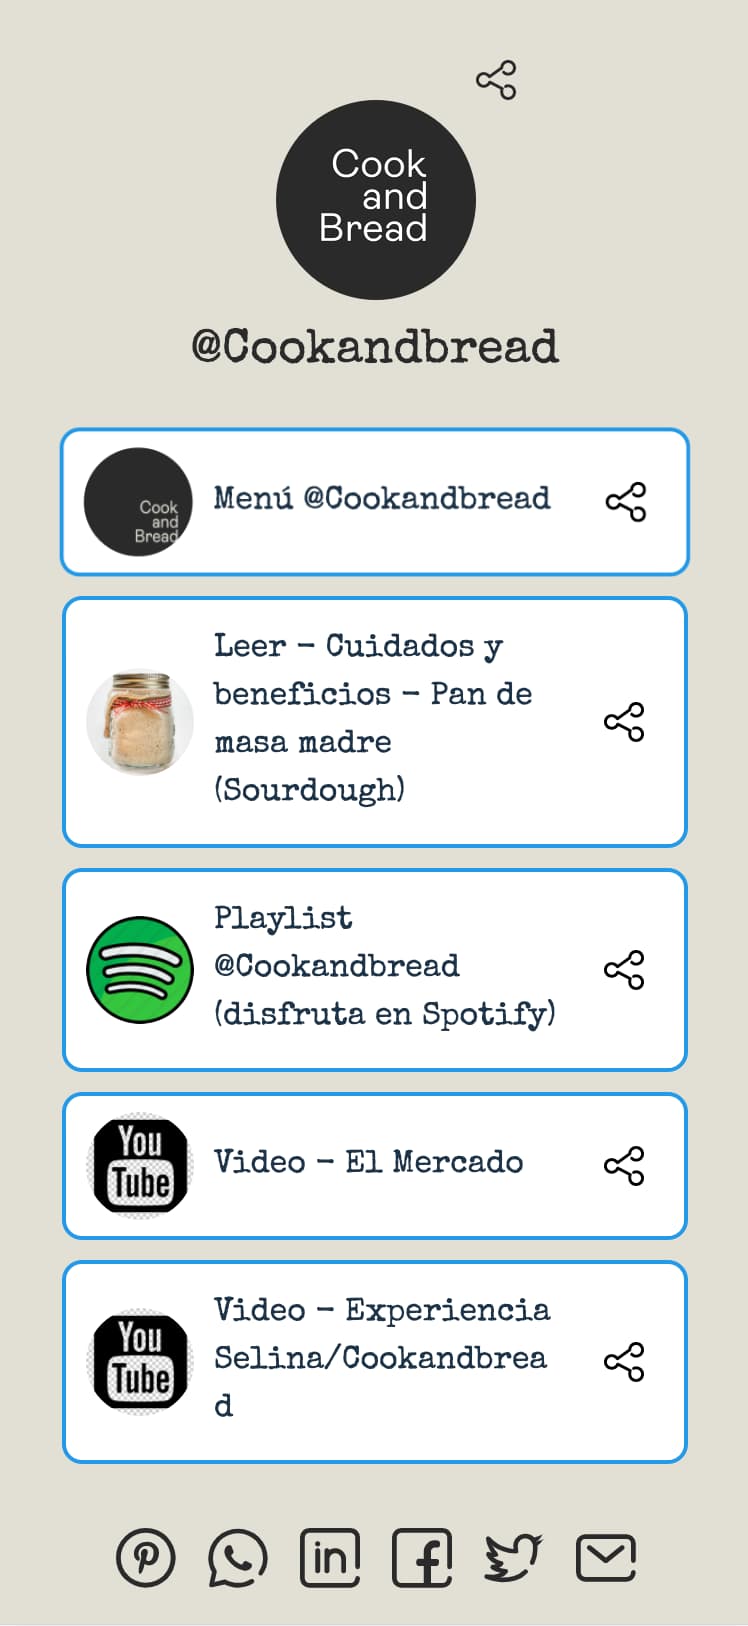 Cook
and
Bread
@Cookandbread
Cook
and
Bread
Menú @Cookandbread
Leer - Cuidados y
beneficios - Pan de
masa madre
(Sourdough)
Playlist
@Cookandbread
(disfruta en Spotify)
You
Tube
Video - El Mercado
You
Tube
Video - Experiencia
Selina/Cookandbrea
d
in